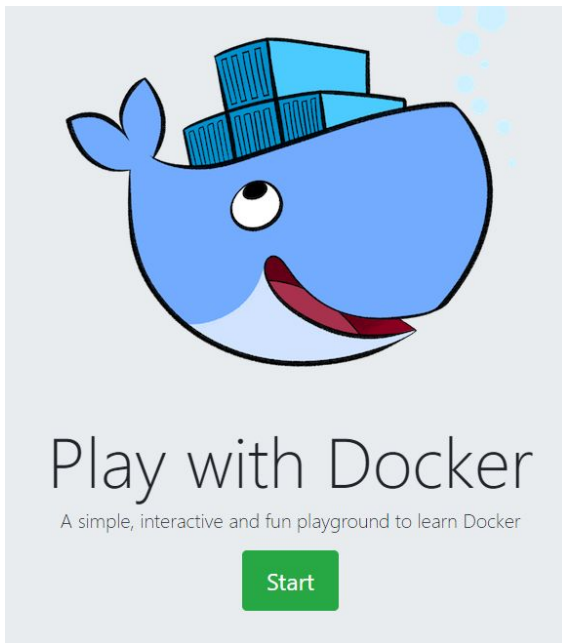 Play with Docker
A simple, interactive and fun playground to learn Docker
Start